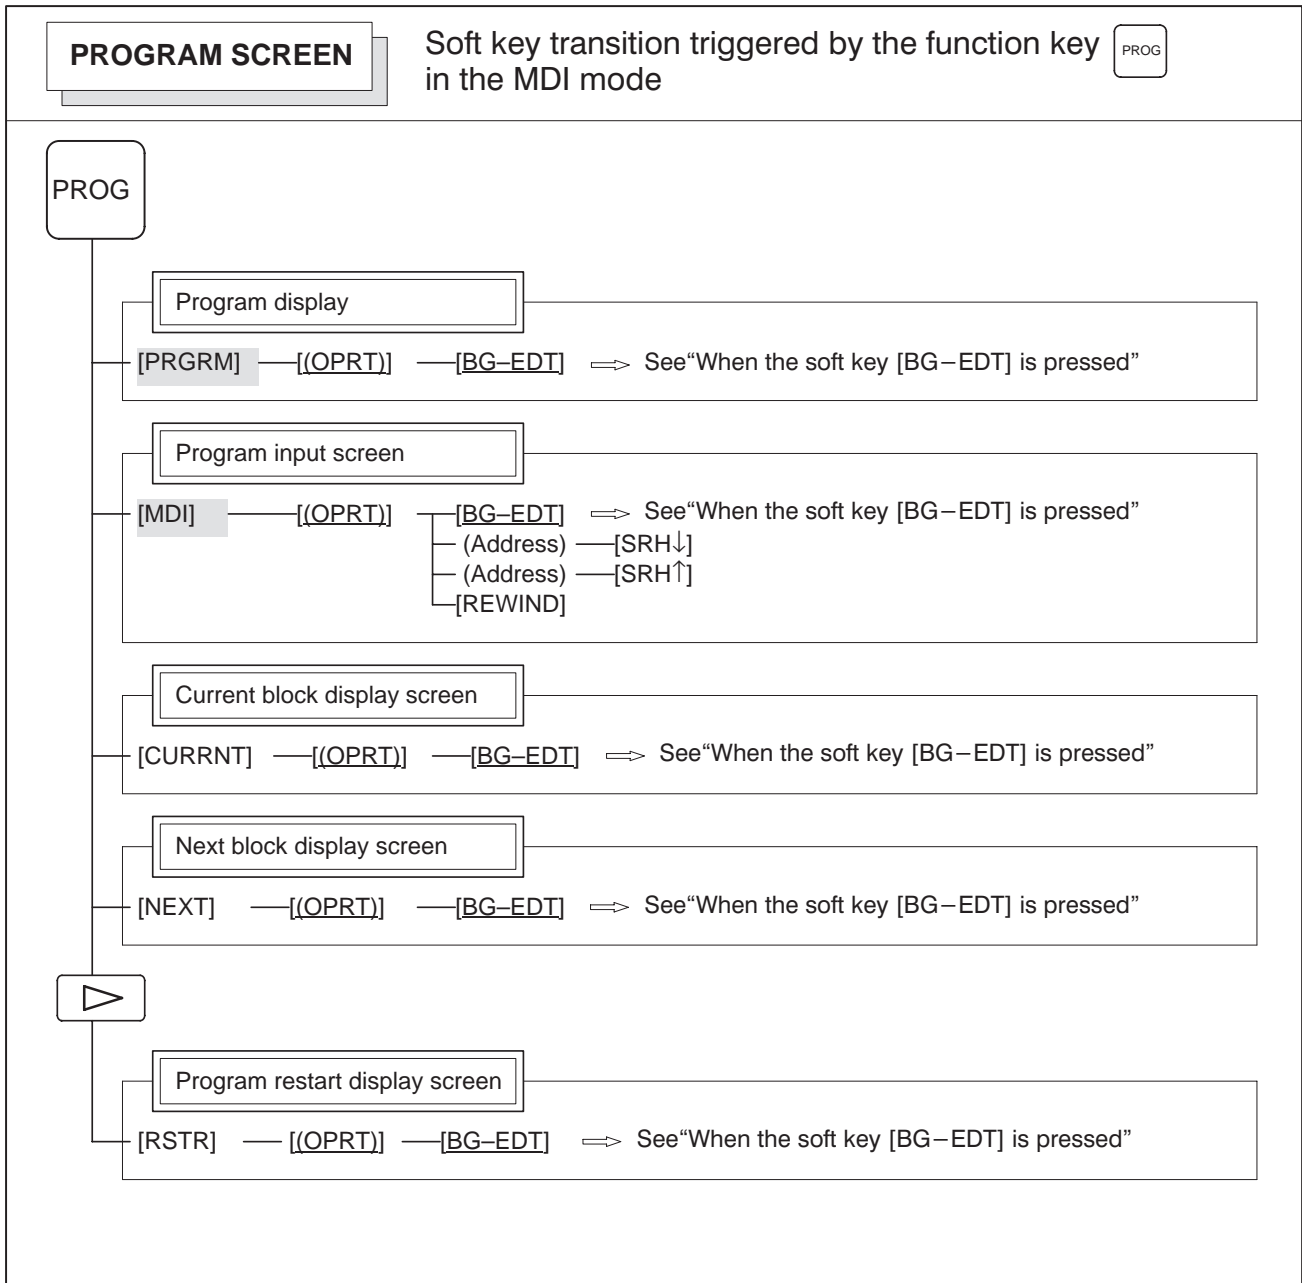 PROGRAM SCREEN
Soft key transition triggered by the function key PROG
in the MDI mode
PROG
Program display
[PRGRM] [(OPRT)] [BG–EDT] See“When the soft key [BG–EDT] is pressed”
Program input screen
[MDI] [(OPRT)] [BG–EDT] See“When the soft key [BG–EDT] is pressed”
(Address) [SRH↓]
(Address) [SRH↑]
[REWIND]
Current block display screen
[CURRNT] [(OPRT)] [BG–EDT] See“When the soft key [BG–EDT] is pressed”
Next block display screen
[NEXT] [(OPRT)] [BG–EDT] See“When the soft key [BG–EDT] is pressed”
Program restart display screen
[RSTR] [(OPRT)] [BG–EDT] See“When the soft key [BG–EDT] is pressed”